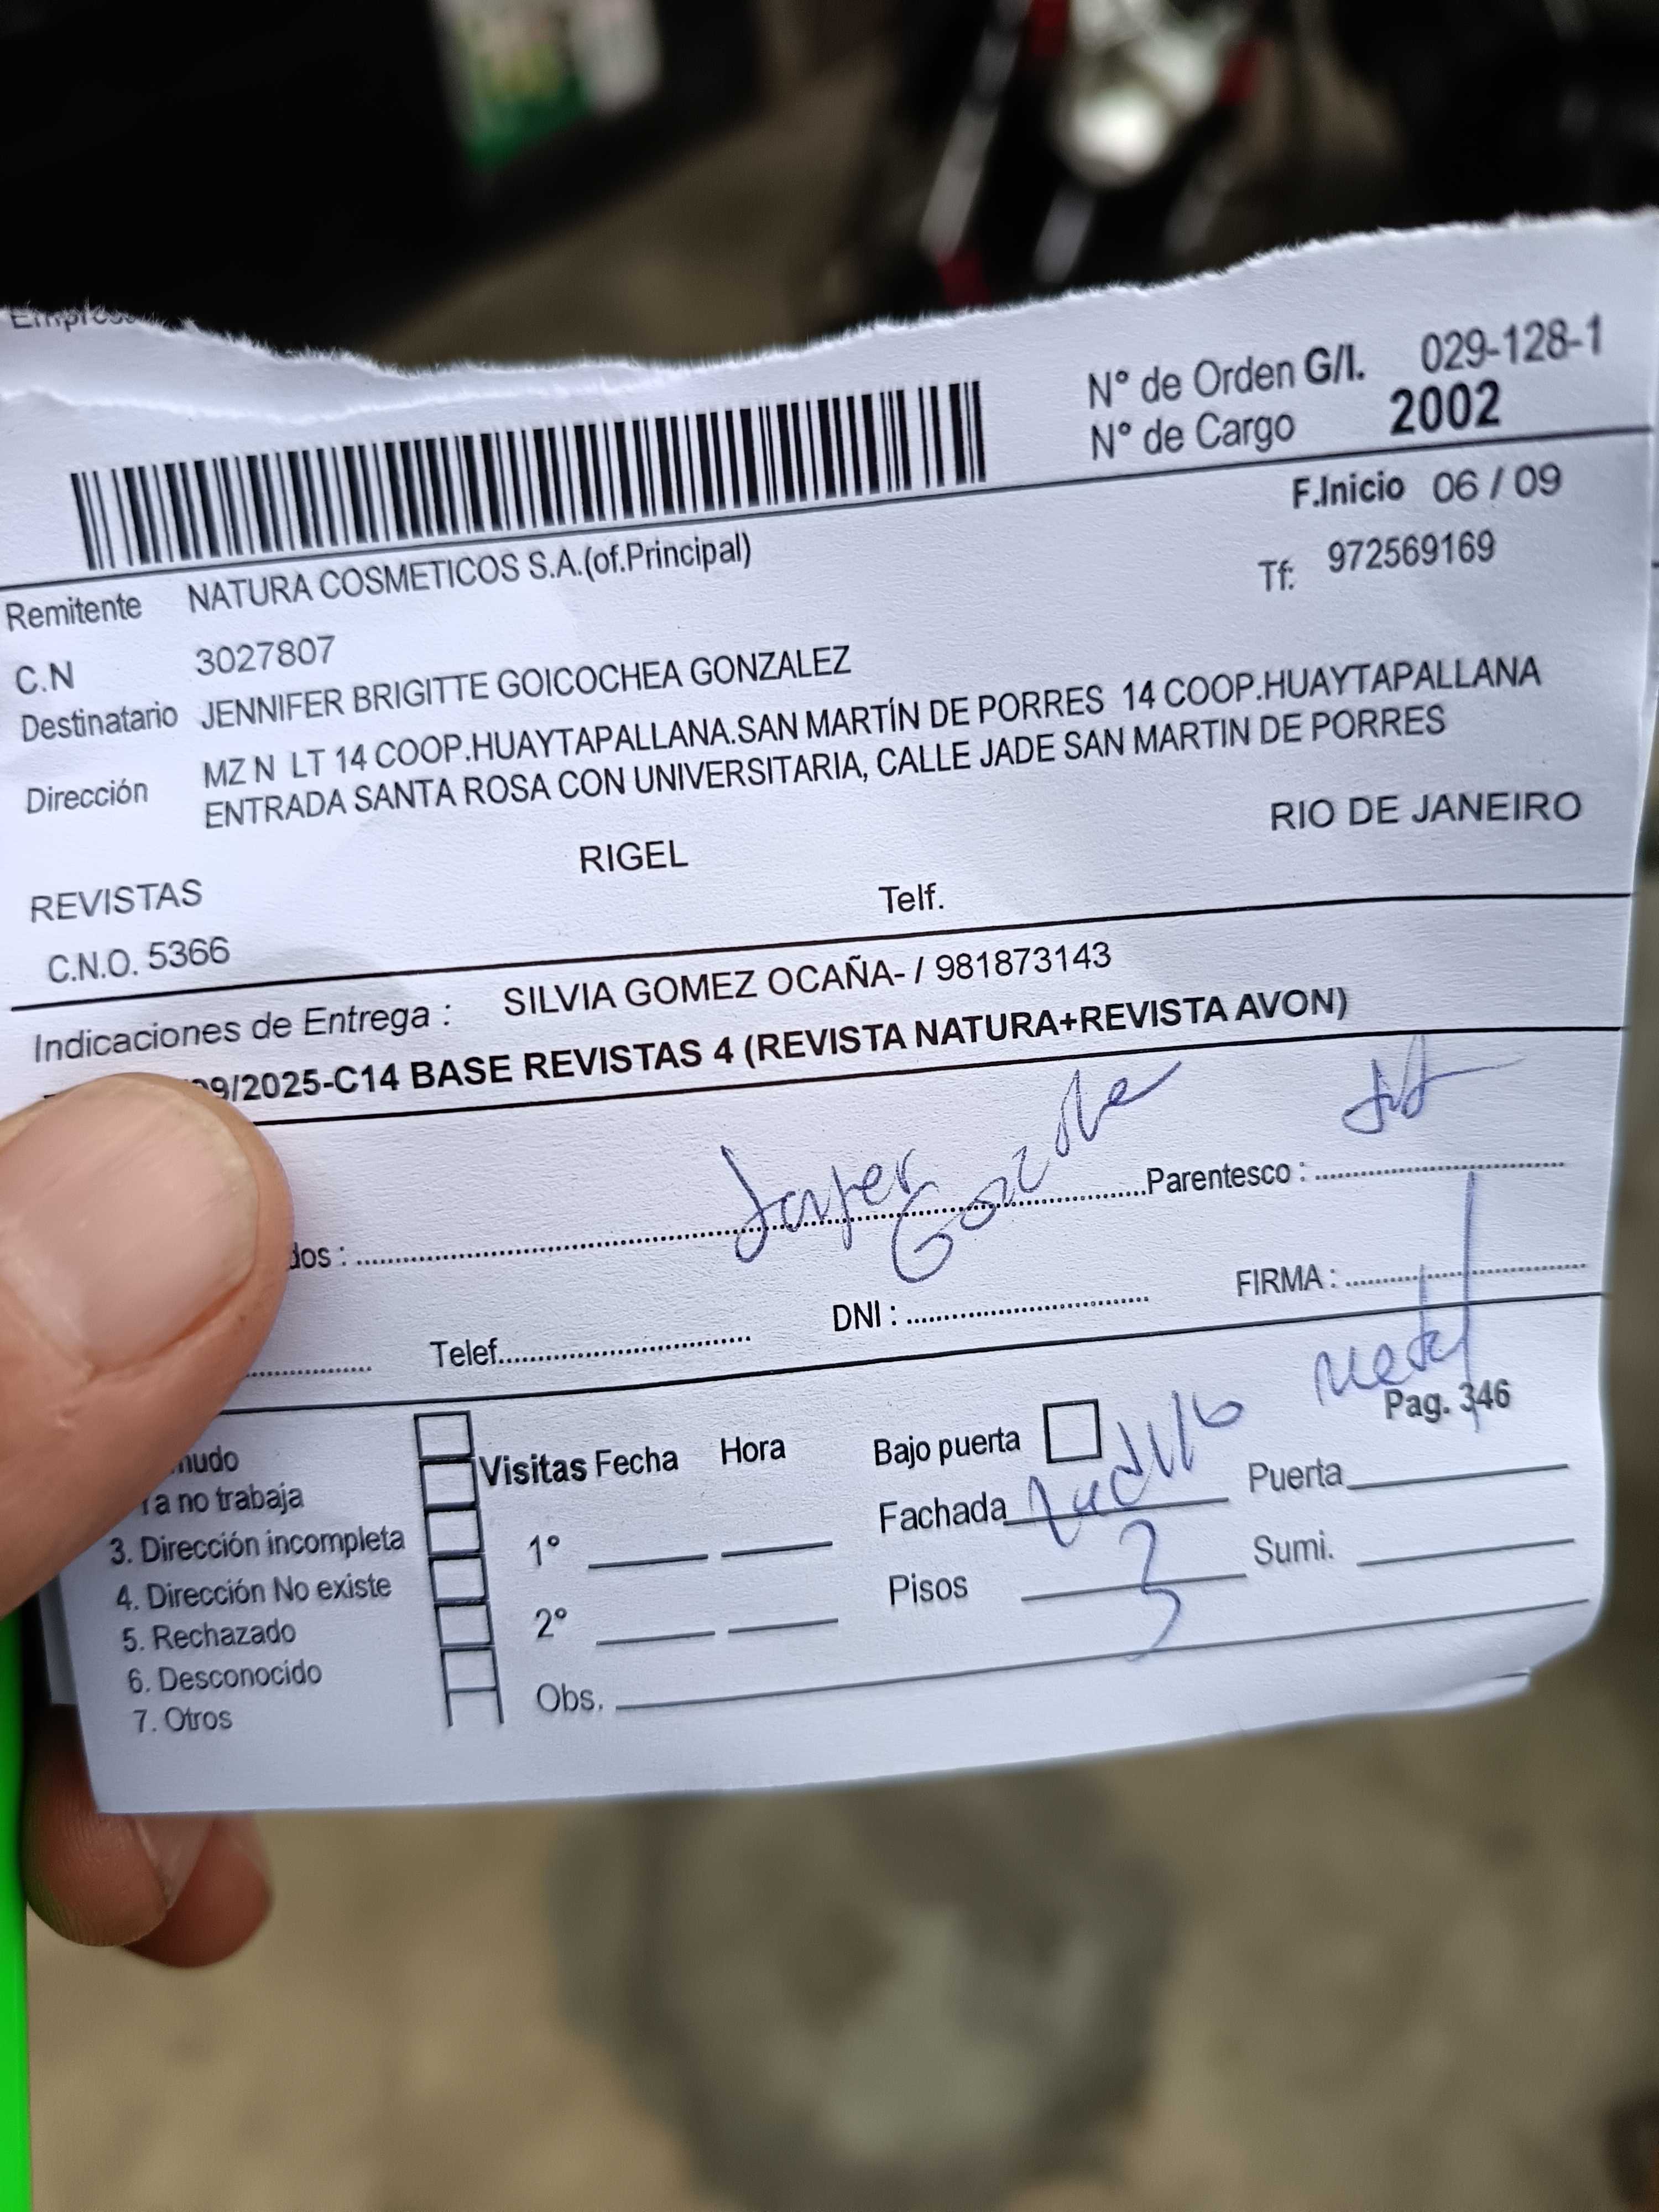 N° de Orden G/I. 029-128-1
N° de Cargo 2002
F.Inicio 06 / 09
Remitente NATURA COSMETICOS S.A.(of.Principal)
Tf: 972569169
C.N 3027807
Destinatario JENNIFER BRIGITTE GOICOCHEA GONZALEZ
Dirección MZ N LT 14 COOP.HUAYTAPALLANA.SAN MARTÍN DE PORRES 14 COOP.HUAYTAPALLANA
ENTRADA SANTA ROSA CON UNIVERSITARIA, CALLE JADE SAN MARTIN DE PORRES
REVISTAS RIGEL RIO DE JANEIRO
C.N.O. 5366 Telf.
Indicaciones de Entrega : SILVIA GOMEZ OCAÑA- / 981873143
09/2025-C14 BASE REVISTAS 4 (REVISTA NATURA+REVISTA AVON)
dos : Parentesco :
Telef. DNI : FIRMA :
Pag. 346
mudo
Ya no trabaja
3. Dirección incompleta
4. Dirección No existe
5. Rechazado
6. Desconocido
7. Otros
Visitas Fecha Hora
1°
2°
Obs.
Bajo puerta
Fachada Ladrillo Puerta
Pisos 3 Sumi.